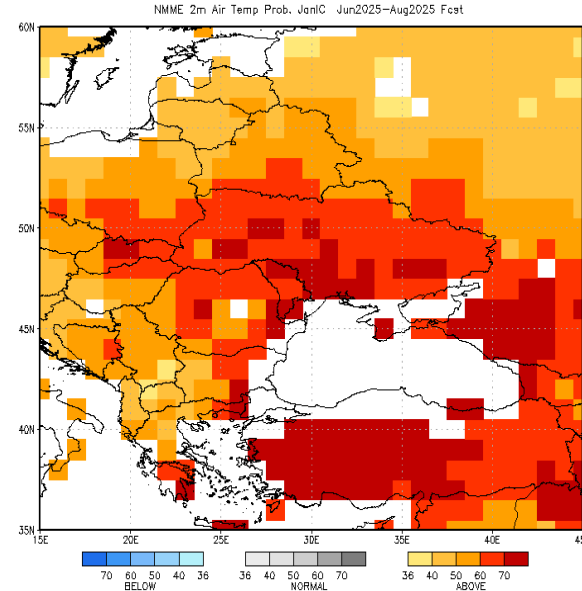 NMME 2m Air Temp Prob. JanIC Jun2025-Aug2025 Fcst
60N
55N
50N
45N
40N
35N
15E 20E 25E 30E 35E 40E 45E
70 60 50 40 36 36 40 50 60 70 36 40 50 60 70
BELOW NORMAL ABOVE